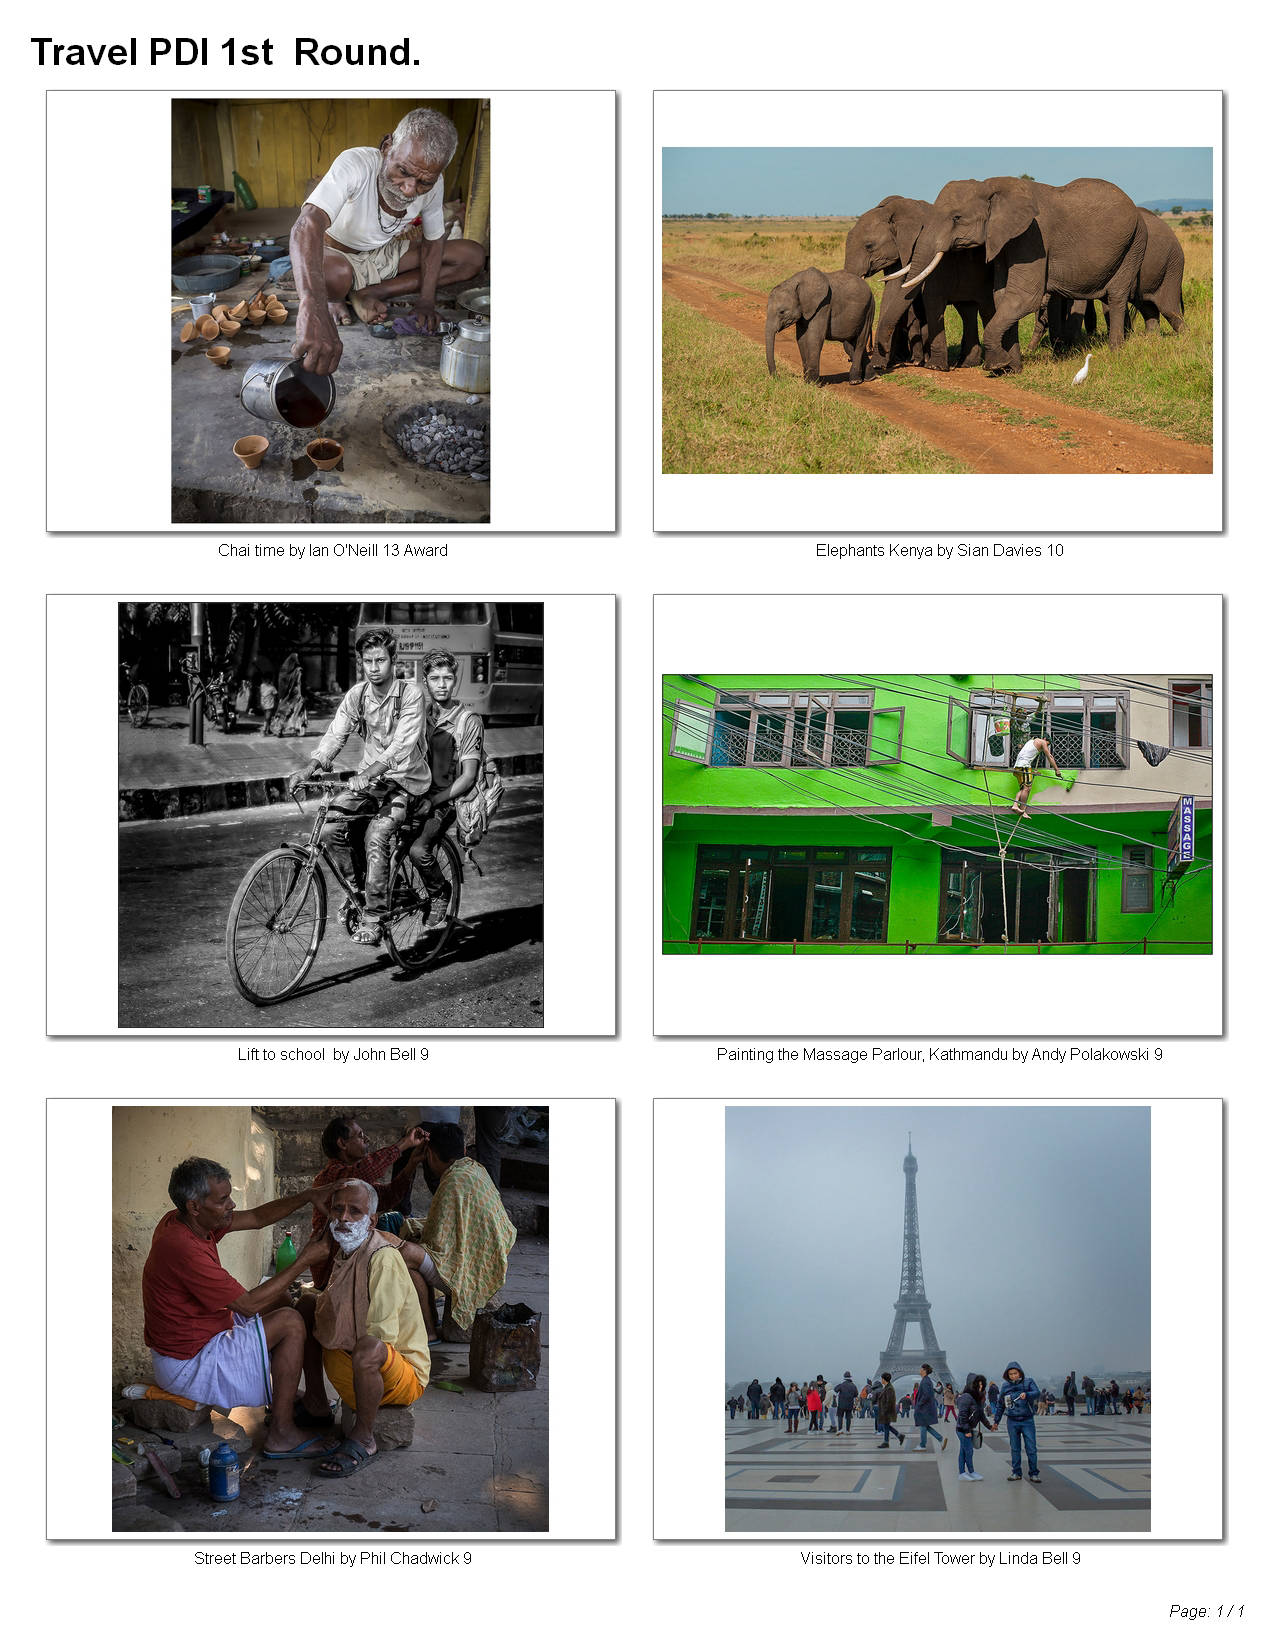 Travel PDI 1st  Round.
Chai time by Ian O'Neill 13 Award
Elephants Kenya by Sian Davies 10
Lift to school  by John Bell 9
MASSAGE
Painting the Massage Parlour, Kathmandu by Andy Polakowski 9
Street Barbers Delhi by Phil Chadwick 9
Visitors to the Eifel Tower by Linda Bell 9
Page: 1 / 1